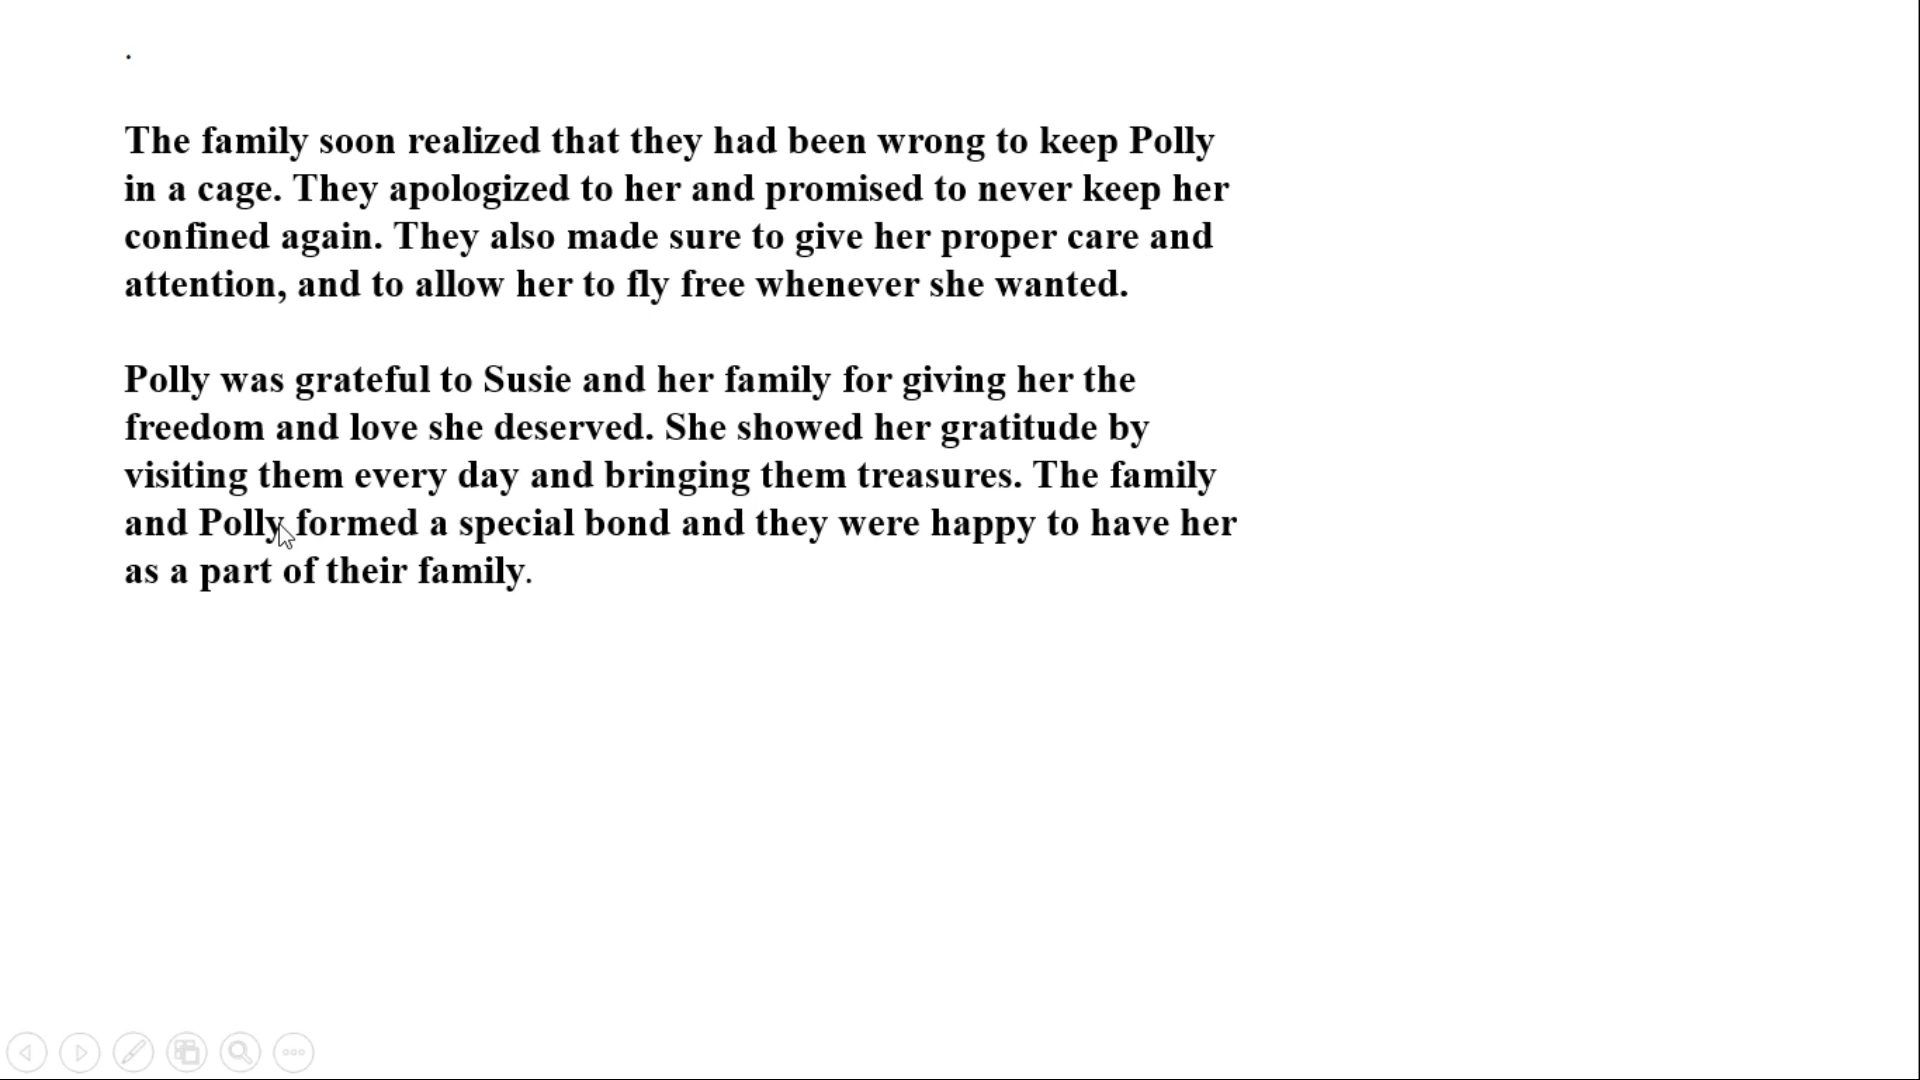 .
The family soon realized that they had been wrong to keep Polly
in a cage. They apologized to her and promised to never keep her
confined again. They also made sure to give her proper care and
attention, and to allow her to fly free whenever she wanted.
Polly was grateful to Susie and her family for giving her the
freedom and love she deserved. She showed her gratitude by
visiting them every day and bringing them treasures. The family
and Polly formed a special bond and they were happy to have her
as a part of their family.